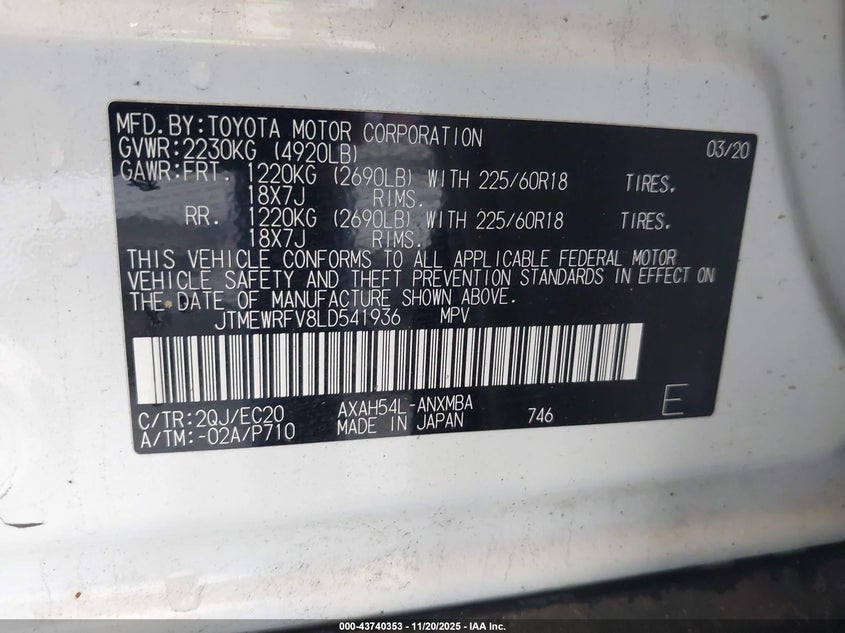 MFD.BY:TOYOTA MOTOR CORPORATION 03/20
GVWR:2230KG (4920LB)
GAWR:FRT. 1220KG (2690LB) WITH 225/60R18 TIRES.
18X7J RIMS.
RR. 1220KG (2690LB) WITH 225/60R18 TIRES.
18X7J RIMS.
THIS VEHICLE CONFORMS TO ALL APPLICABLE FEDERAL MOTOR
VEHICLE SAFETY AND THEFT PREVENTION STANDARDS IN EFFECT ON
THE DATE OF MANUFACTURE SHOWN ABOVE.
JTMEWRFV8LD541936 MPV
C/TR:2QJ/EC20 AXAH54L-ANXMBA E
A/TM:-02A/P710 MADE IN JAPAN 746
000-43740353 - 11/20/2025 - IAA Inc.